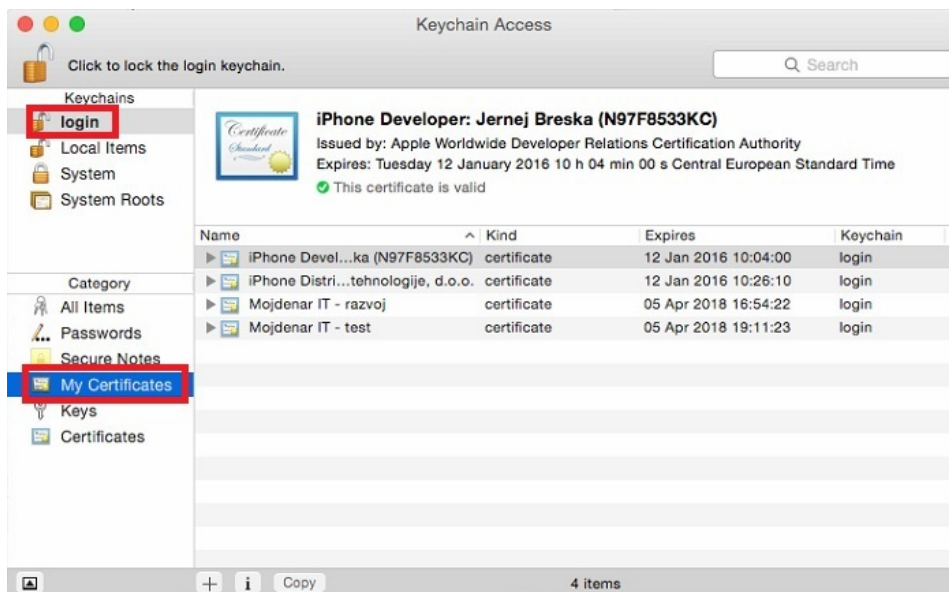 Keychain Access
Click to lock the login keychain.
Search
Keychains
login
Local Items
System
System Roots
Certificate
Standard
iPhone Developer: Jernej Breska (N97F8533KC)
Issued by: Apple Worldwide Developer Relations Certification Authority
Expires: Tuesday 12 January 2016 10 h 04 min 00 s Central European Standard Time
This certificate is valid
Name Kind Expires Keychain
iPhone Devel...ka (N97F8533KC) certificate 12 Jan 2016 10:04:00 login
iPhone Distri...tehnologije, d.o.o. certificate 12 Jan 2016 10:26:10 login
Mojdenar IT - razvoj certificate 05 Apr 2018 16:54:22 login
Mojdenar IT - test certificate 05 Apr 2018 19:11:23 login
Category
All Items
Passwords
Secure Notes
My Certificates
Keys
Certificates
Copy
4 items